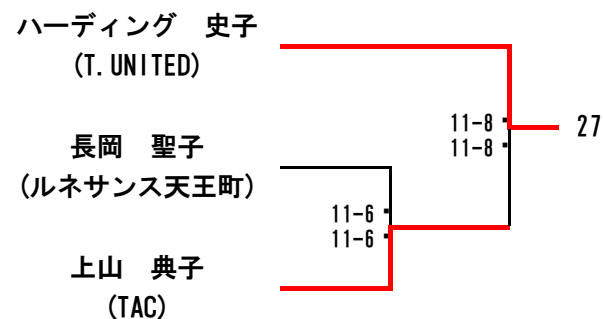 ハーディング　史子
(T.UNITED)
11-8
11-8
27
長岡　聖子
(ルネサンス天王町)
11-6
11-6
上山　典子
(TAC)